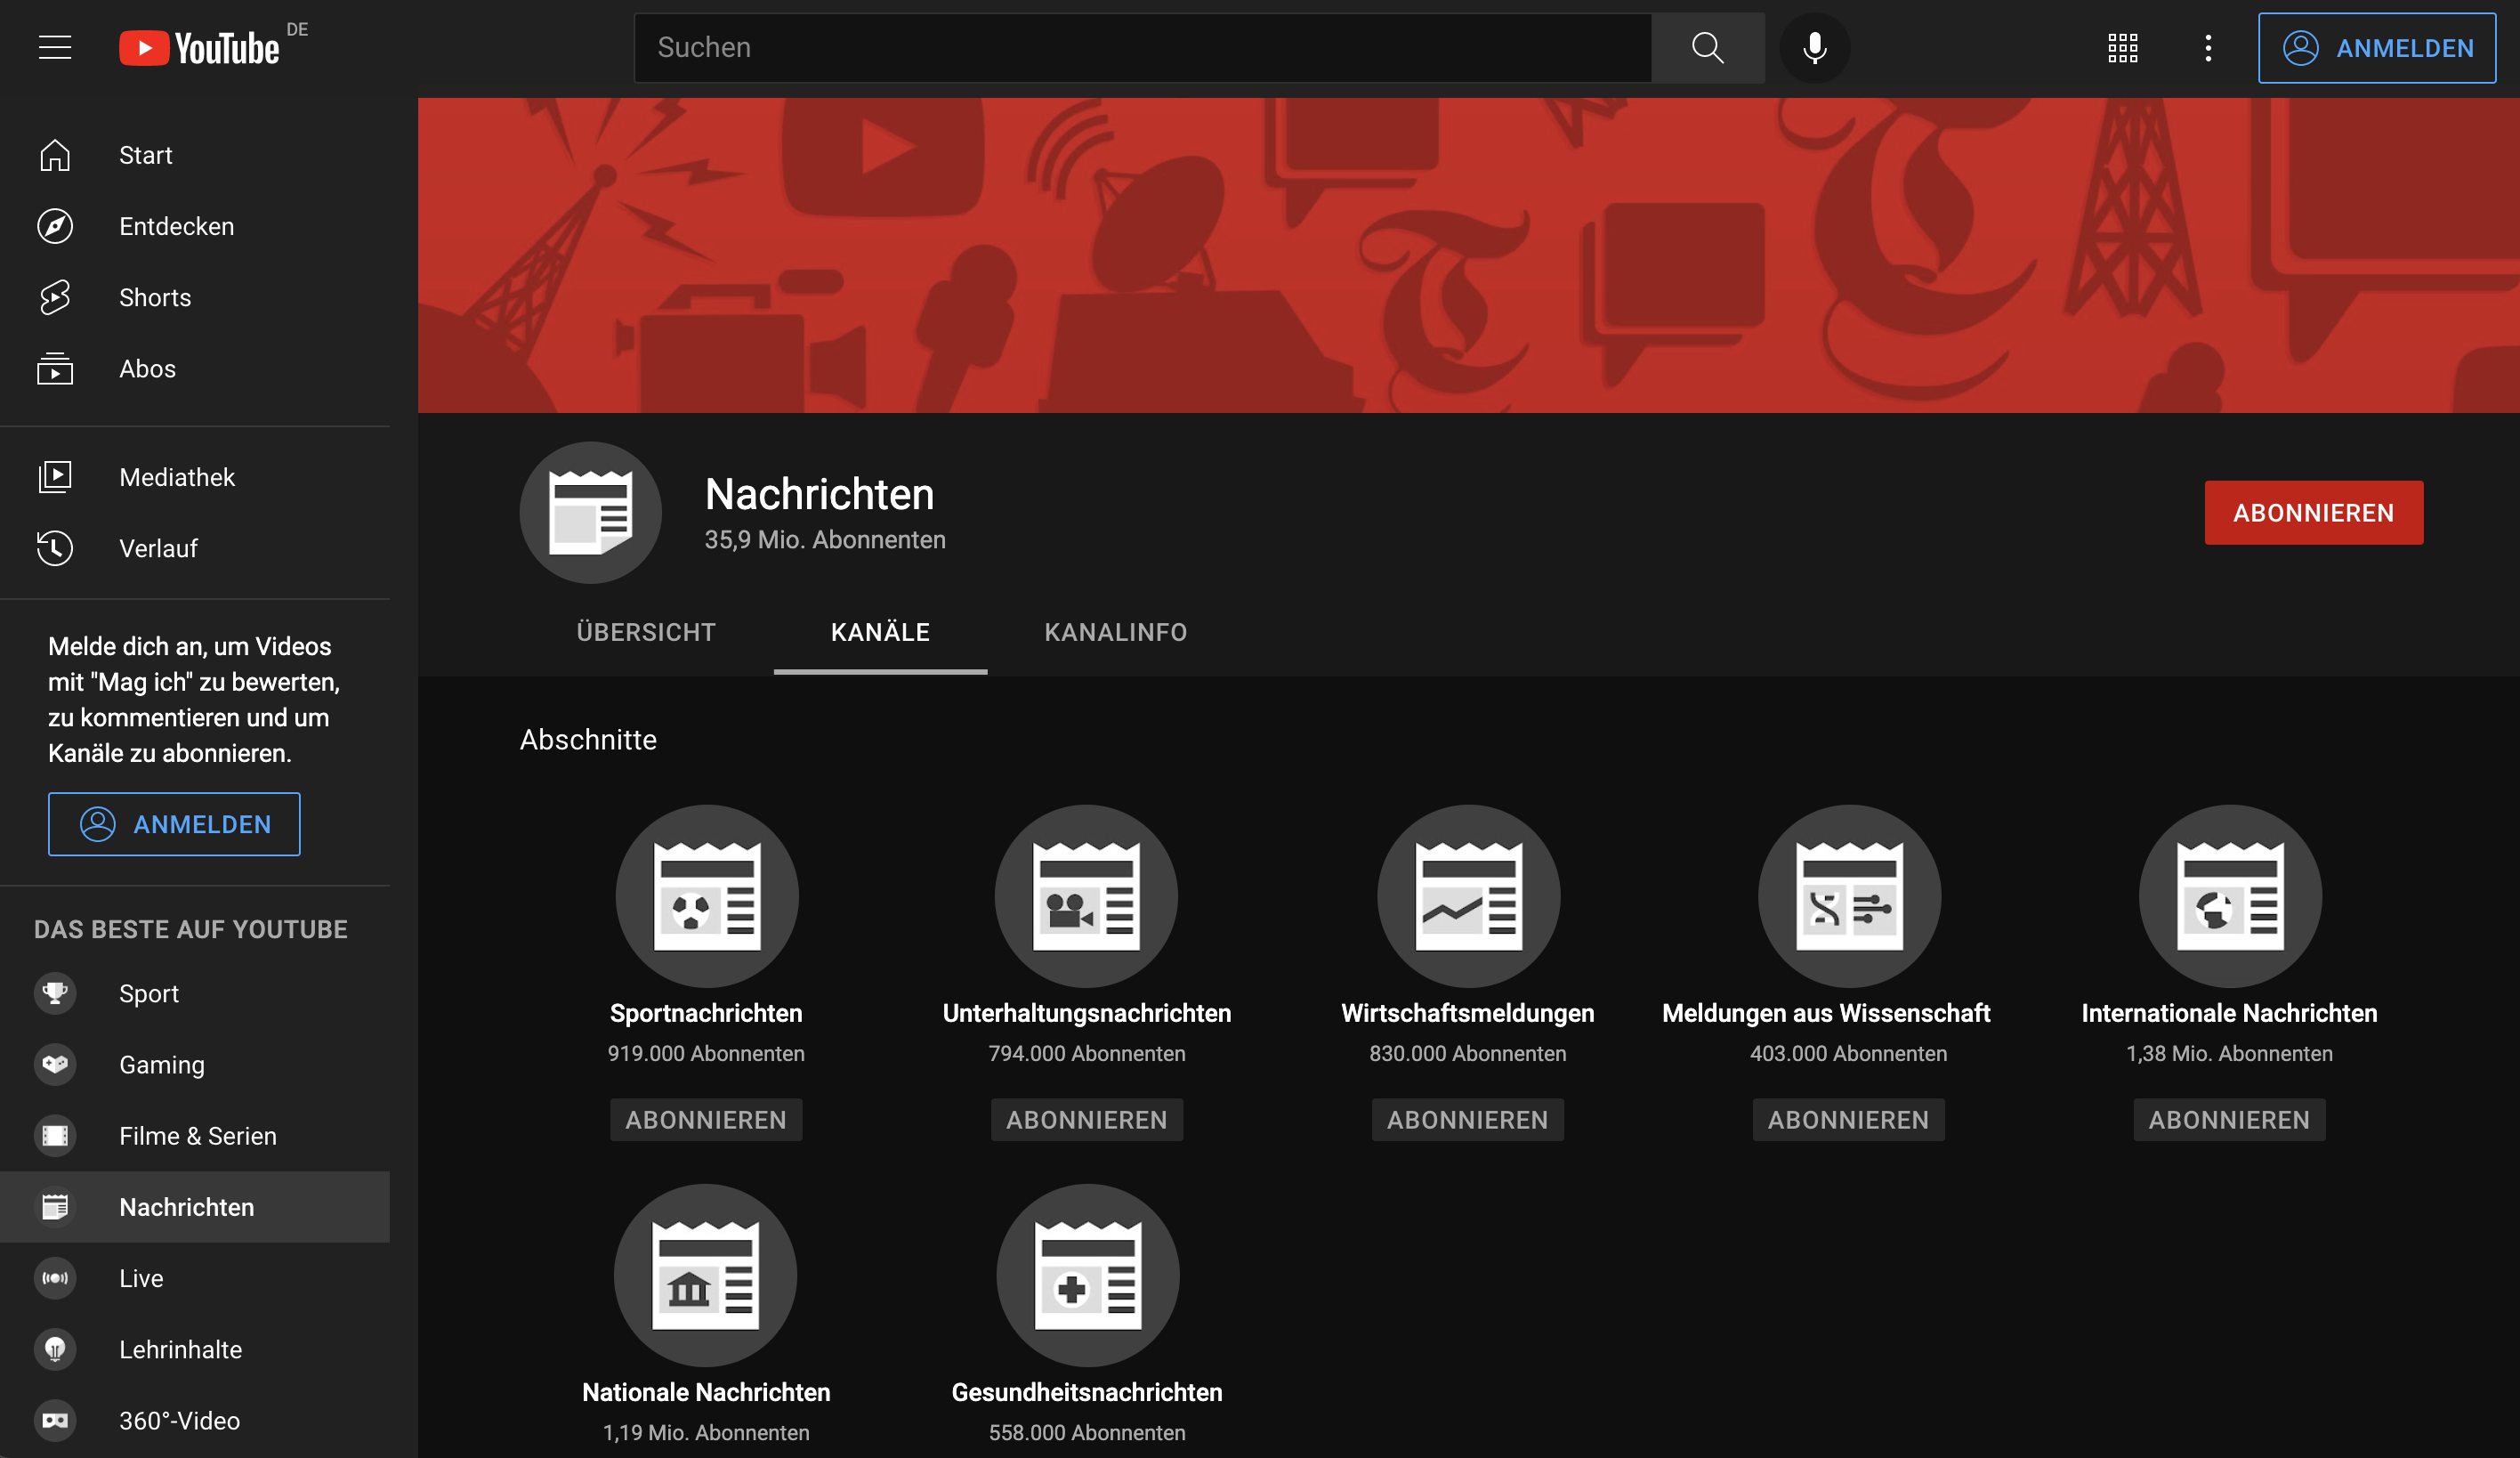 YouTube DE
Suchen
ANMELDEN
Start
Entdecken
Shorts
Abos
Mediathek
Verlauf
Melde dich an, um Videos
mit "Mag ich" zu bewerten,
zu kommentieren und um
Kanäle zu abonnieren.
ANMELDEN
DAS BESTE AUF YOUTUBE
Sport
Gaming
Filme & Serien
Nachrichten
Live
Lehrinhalte
360°-Video
Nachrichten
35,9 Mio. Abonnenten
ABONNIEREN
ÜBERSICHT KANÄLE KANALINFO
Abschnitte
Sportnachrichten
919.000 Abonnenten
ABONNIEREN
Unterhaltungsnachrichten
794.000 Abonnenten
ABONNIEREN
Wirtschaftsmeldungen
830.000 Abonnenten
ABONNIEREN
Meldungen aus Wissenschaft
403.000 Abonnenten
ABONNIEREN
Internationale Nachrichten
1,38 Mio. Abonnenten
ABONNIEREN
Nationale Nachrichten
1,19 Mio. Abonnenten
Gesundheitsnachrichten
558.000 Abonnenten